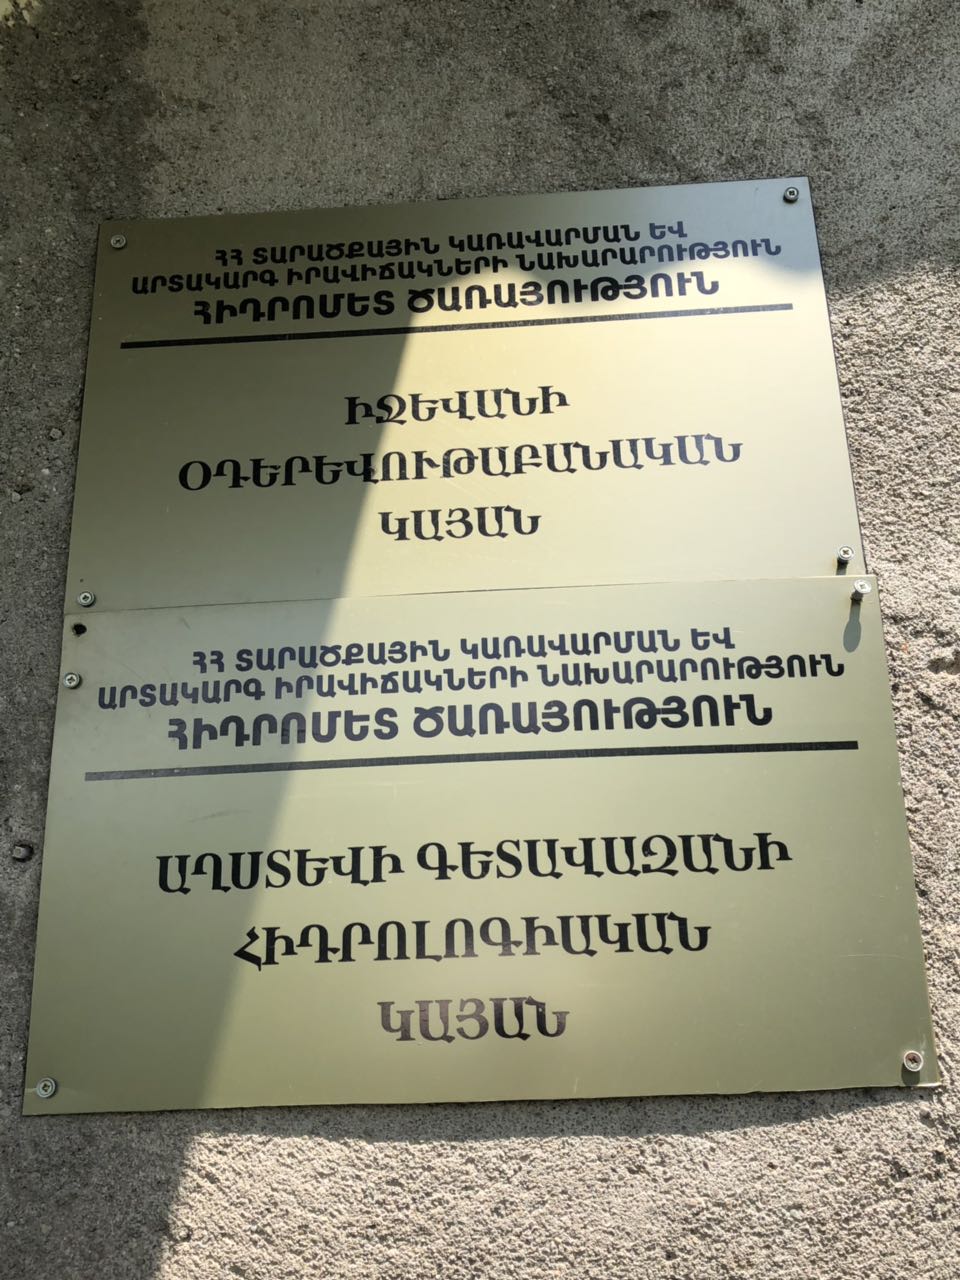 ՀՀ ՏԱՐԱԾՔԱՅԻՆ ԿԱՌԱՎԱՐՄԱՆ ԵՎ
ԱՐՏԱԿԱՐԳ ԻՐԱՎԻՃԱԿՆԵՐԻ ՆԱԽԱՐԱՐՈՒԹՅՈՒՆ
ՀԻԴՐՈՄԵՏ ԾԱՌԱՅՈՒԹՅՈՒՆ
ԻՋԵՎԱՆԻ
ՕԴԵՐԵՎՈՒԹԱԲԱՆԱԿԱՆ
ԿԱՅԱՆ
ՀՀ ՏԱՐԱԾՔԱՅԻՆ ԿԱՌԱՎԱՐՄԱՆ ԵՎ
ԱՐՏԱԿԱՐԳ ԻՐԱՎԻՃԱԿՆԵՐԻ ՆԱԽԱՐԱՐՈՒԹՅՈՒՆ
ՀԻԴՐՈՄԵՏ ԾԱՌԱՅՈՒԹՅՈՒՆ
ԱՂՍՏԵՎԻ ԳԵՏԱՎԱԶԱՆԻ
ՀԻԴՐՈԼՈԳԻԱԿԱՆ
ԿԱՅԱՆ